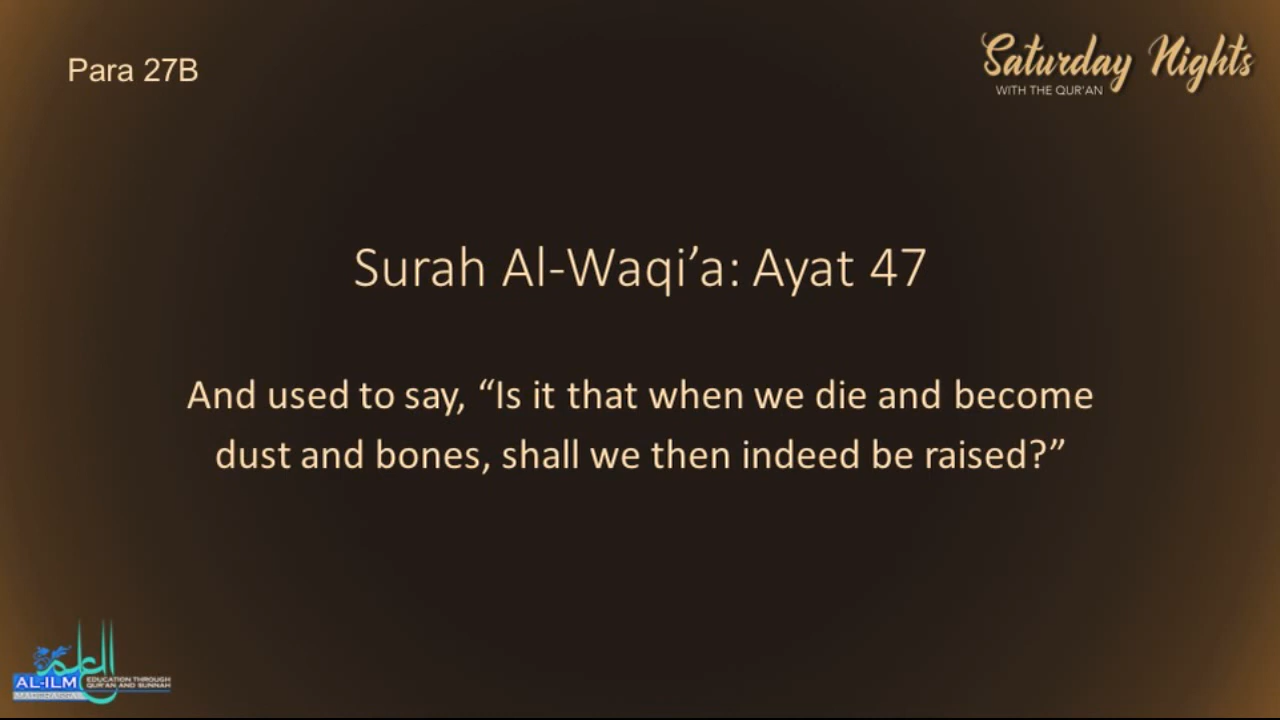 Para 27B
Saturday Nights
WITH THE QUR'AN
Surah Al-Waqi’a: Ayat 47
And used to say, “Is it that when we die and become
dust and bones, shall we then indeed be raised?”
العلم
AL-ILM
EDUCATION THROUGH
QUR'AN AND SUNNAH